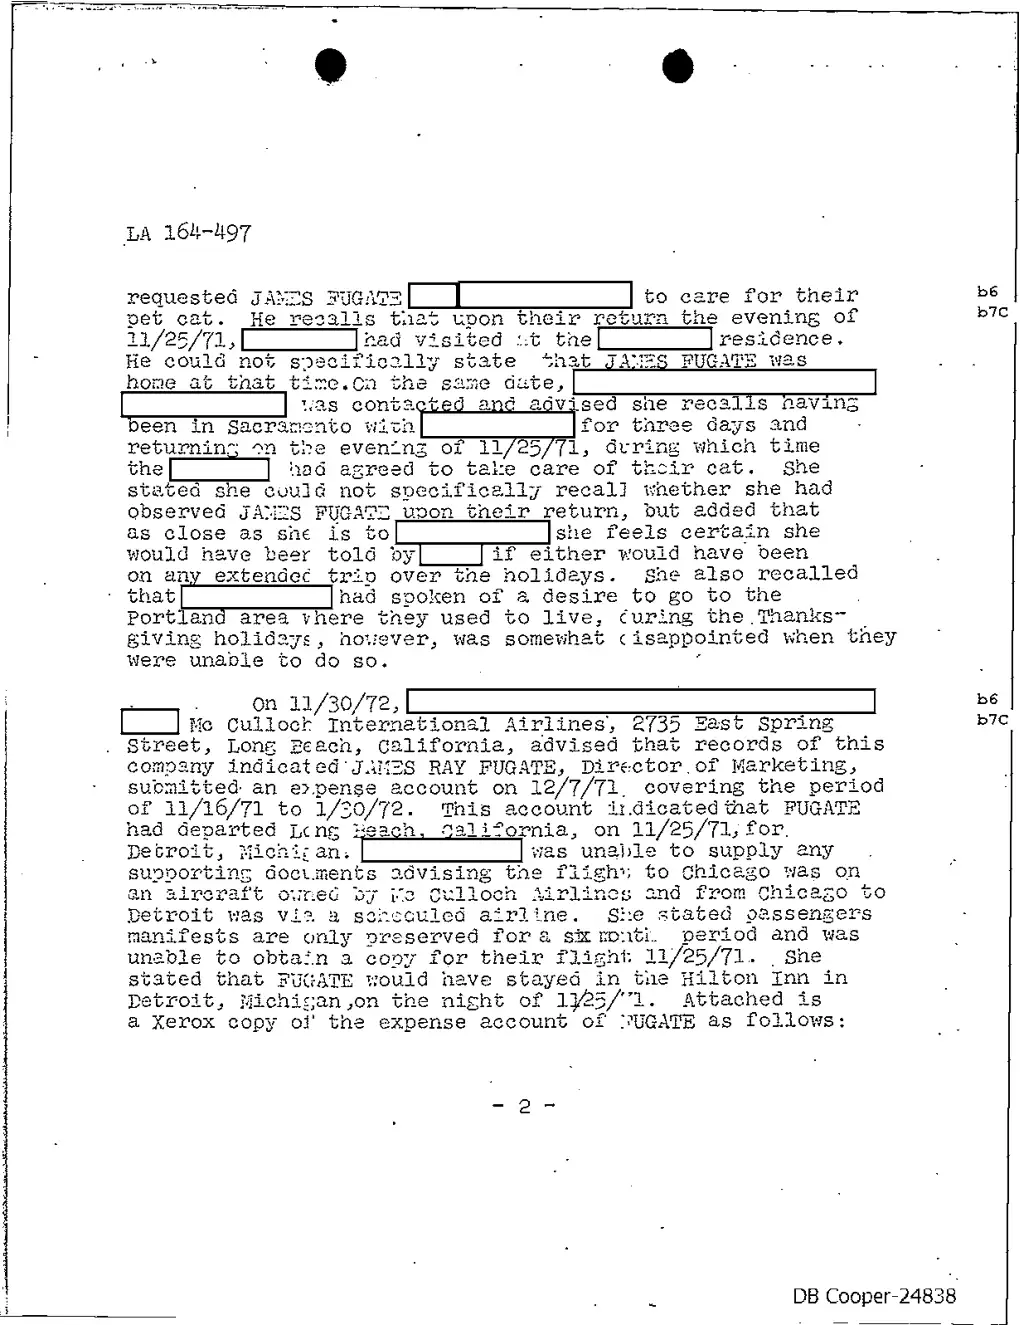 LA 164-497
requested JAMES FUGATE to care for their
b6
pet cat. He recalls that upon their return the evening of
b7C
11/25/71, had visited at the residence.
He could not specifically state that JAMES FUGATE was
home at that time.On the same date,
was contacted and advised she recalls having
been in Sacramento with for three days and
returning on the evening of 11/25/71, during which time
the had agreed to take care of their cat. She
stated she could not specifically recall whether she had
observed JAMES FUGATE upon their return, but added that
as close as she is to she feels certain she
would have been told by if either would have been
on any extended trip over the holidays. She also recalled
that had spoken of a desire to go to the
Portland area where they used to live, during the Thanks-
giving holidays, however, was somewhat disappointed when they
were unable to do so.
On 11/30/72,
b6
Mc Culloch International Airlines, 2735 East Spring
b7C
Street, Long Beach, California, advised that records of this
company indicated JAMES RAY FUGATE, Director of Marketing,
submitted an expense account on 12/7/71 covering the period
of 11/16/71 to 1/30/72. This account indicated that FUGATE
had departed Long Beach, California, on 11/25/71, for
Detroit, Michigan. was unable to supply any
supporting documents advising the flight to Chicago was on
an aircraft owned by Mc Culloch Airlines and from Chicago to
Detroit was via a scheduled airline. She stated passengers
manifests are only preserved for a six month period and was
unable to obtain a copy for their flight 11/25/71. She
stated that FUGATE would have stayed in the Hilton Inn in
Detroit, Michigan,on the night of 11/25/71. Attached is
a Xerox copy of the expense account of FUGATE as follows:
- 2 -
DB Cooper-24838